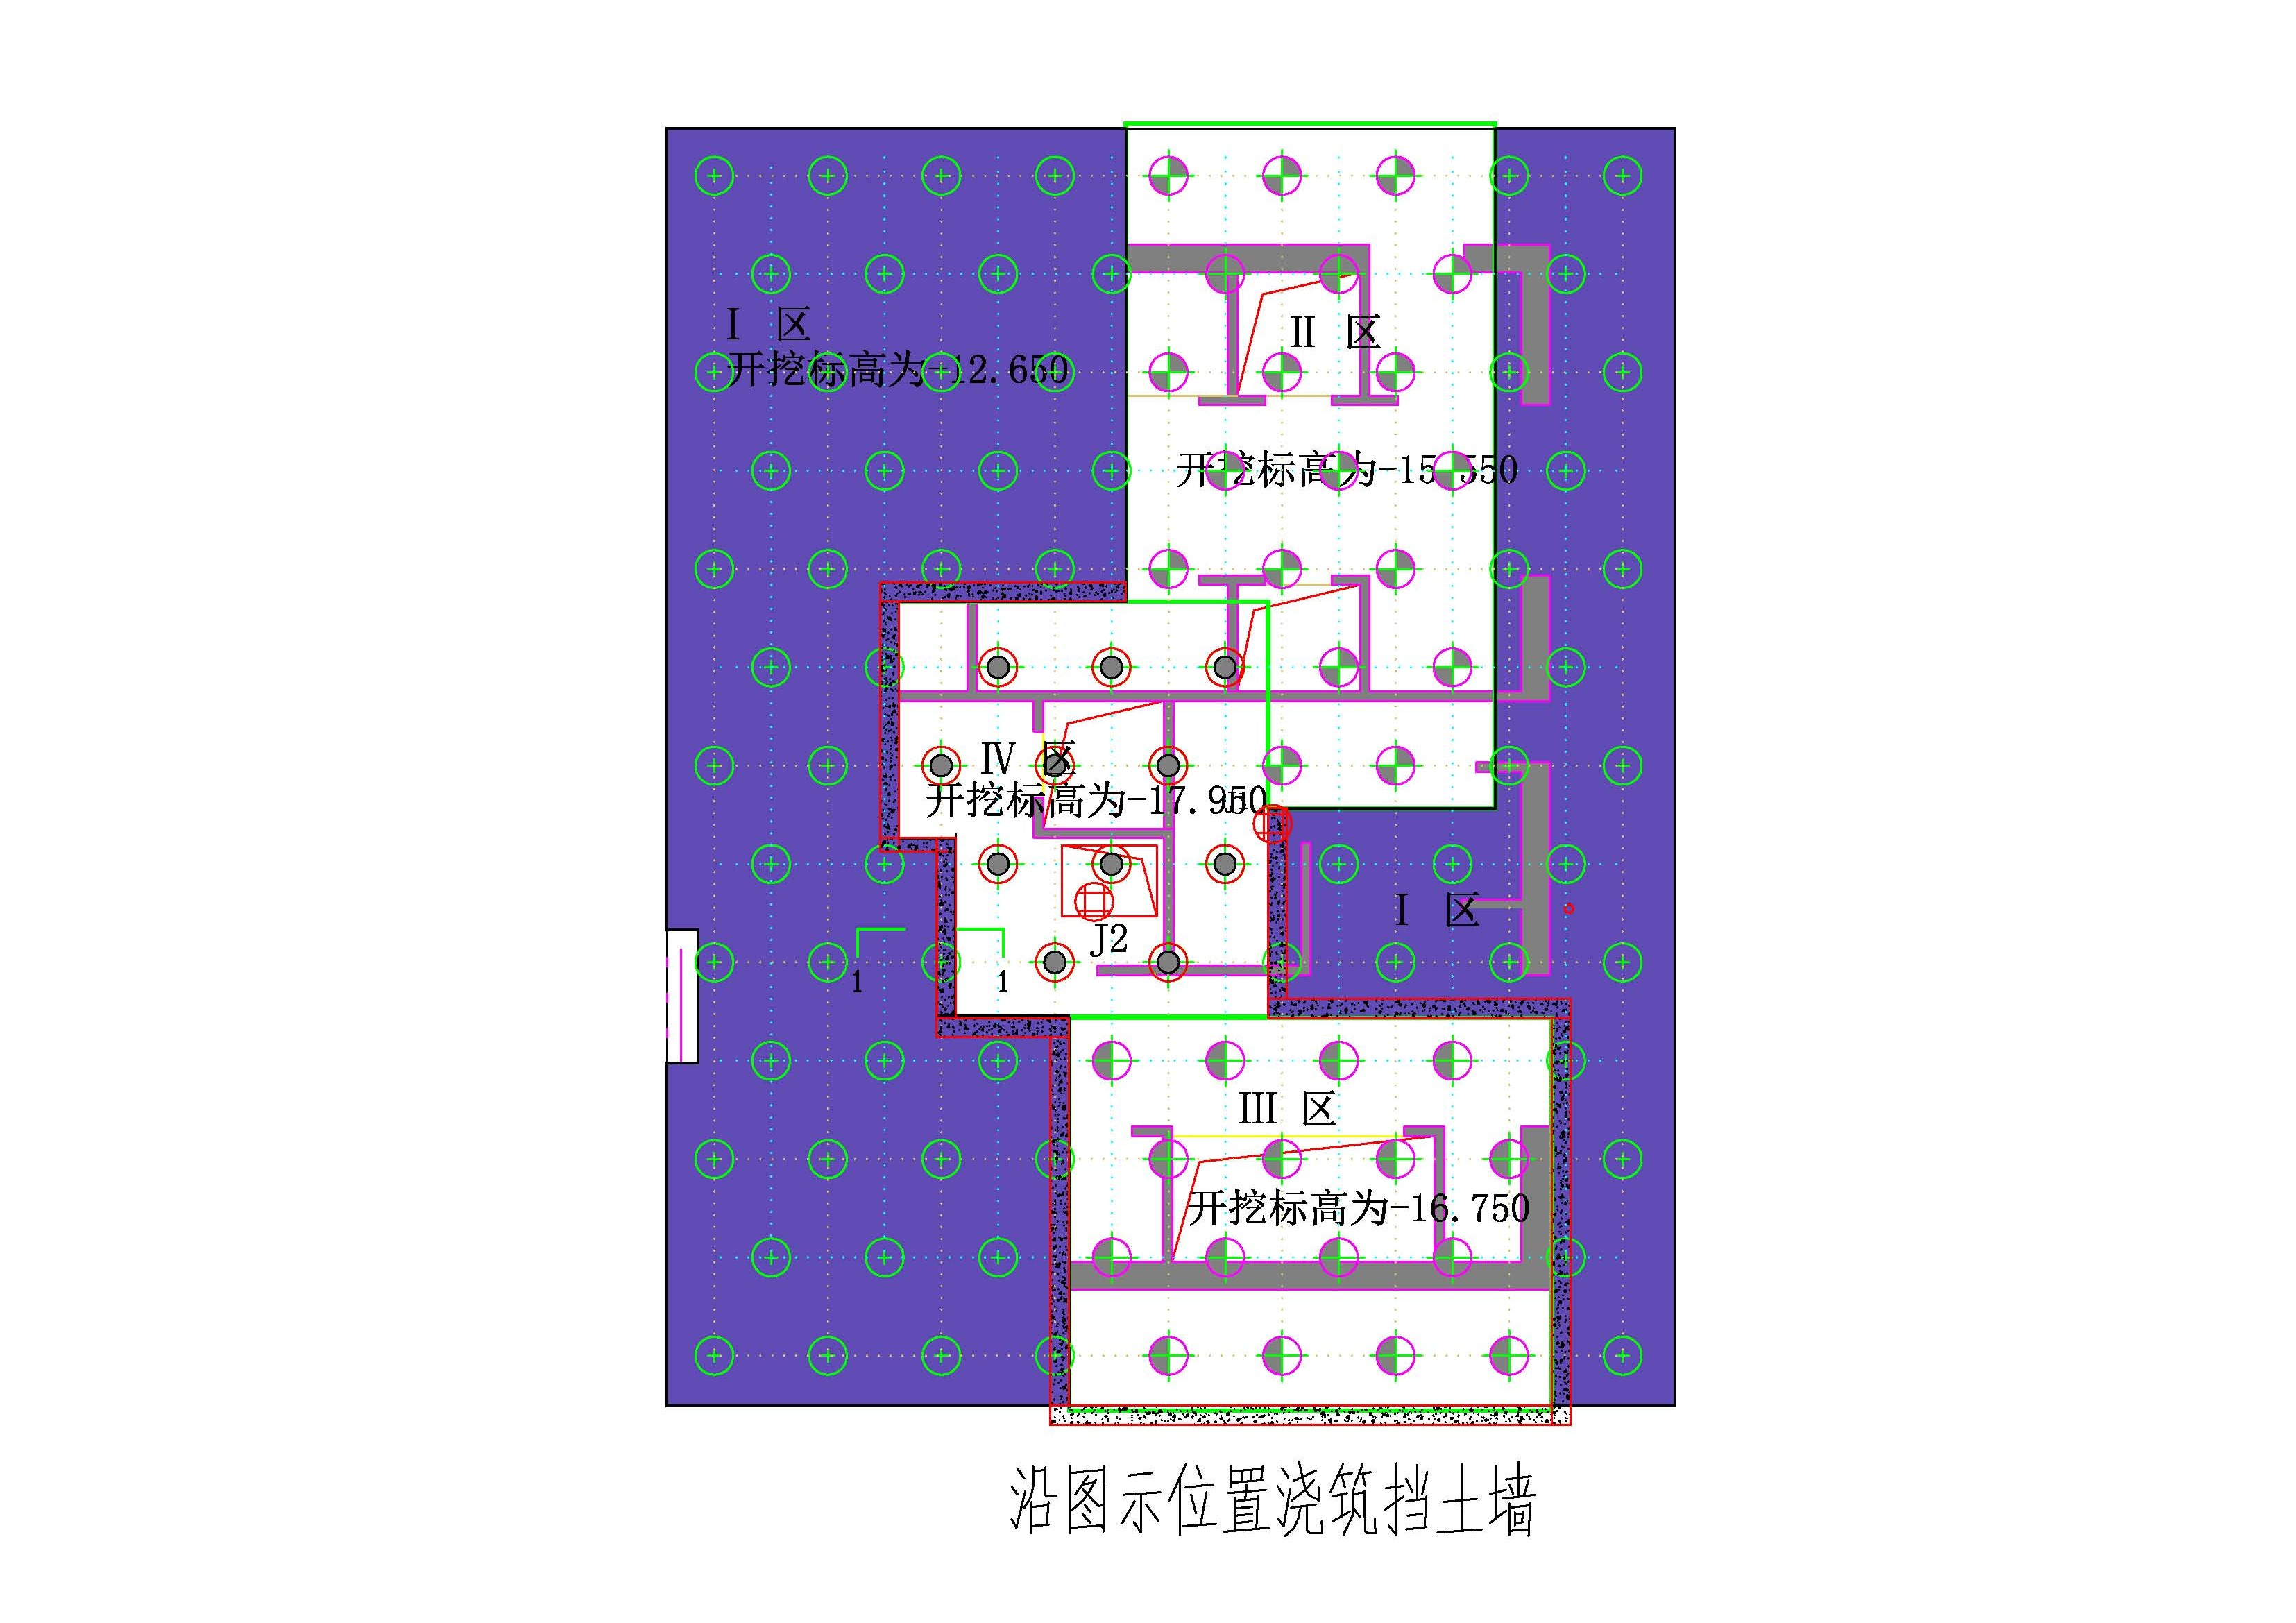 Ⅰ 区
开挖标高为-12.650
Ⅱ 区
开挖标高为-15.550
Ⅳ 区
开挖标高为-17.950
Ⅰ 区
J2
1 1
Ⅲ 区
开挖标高为-16.750
沿图示位置浇筑挡土墙